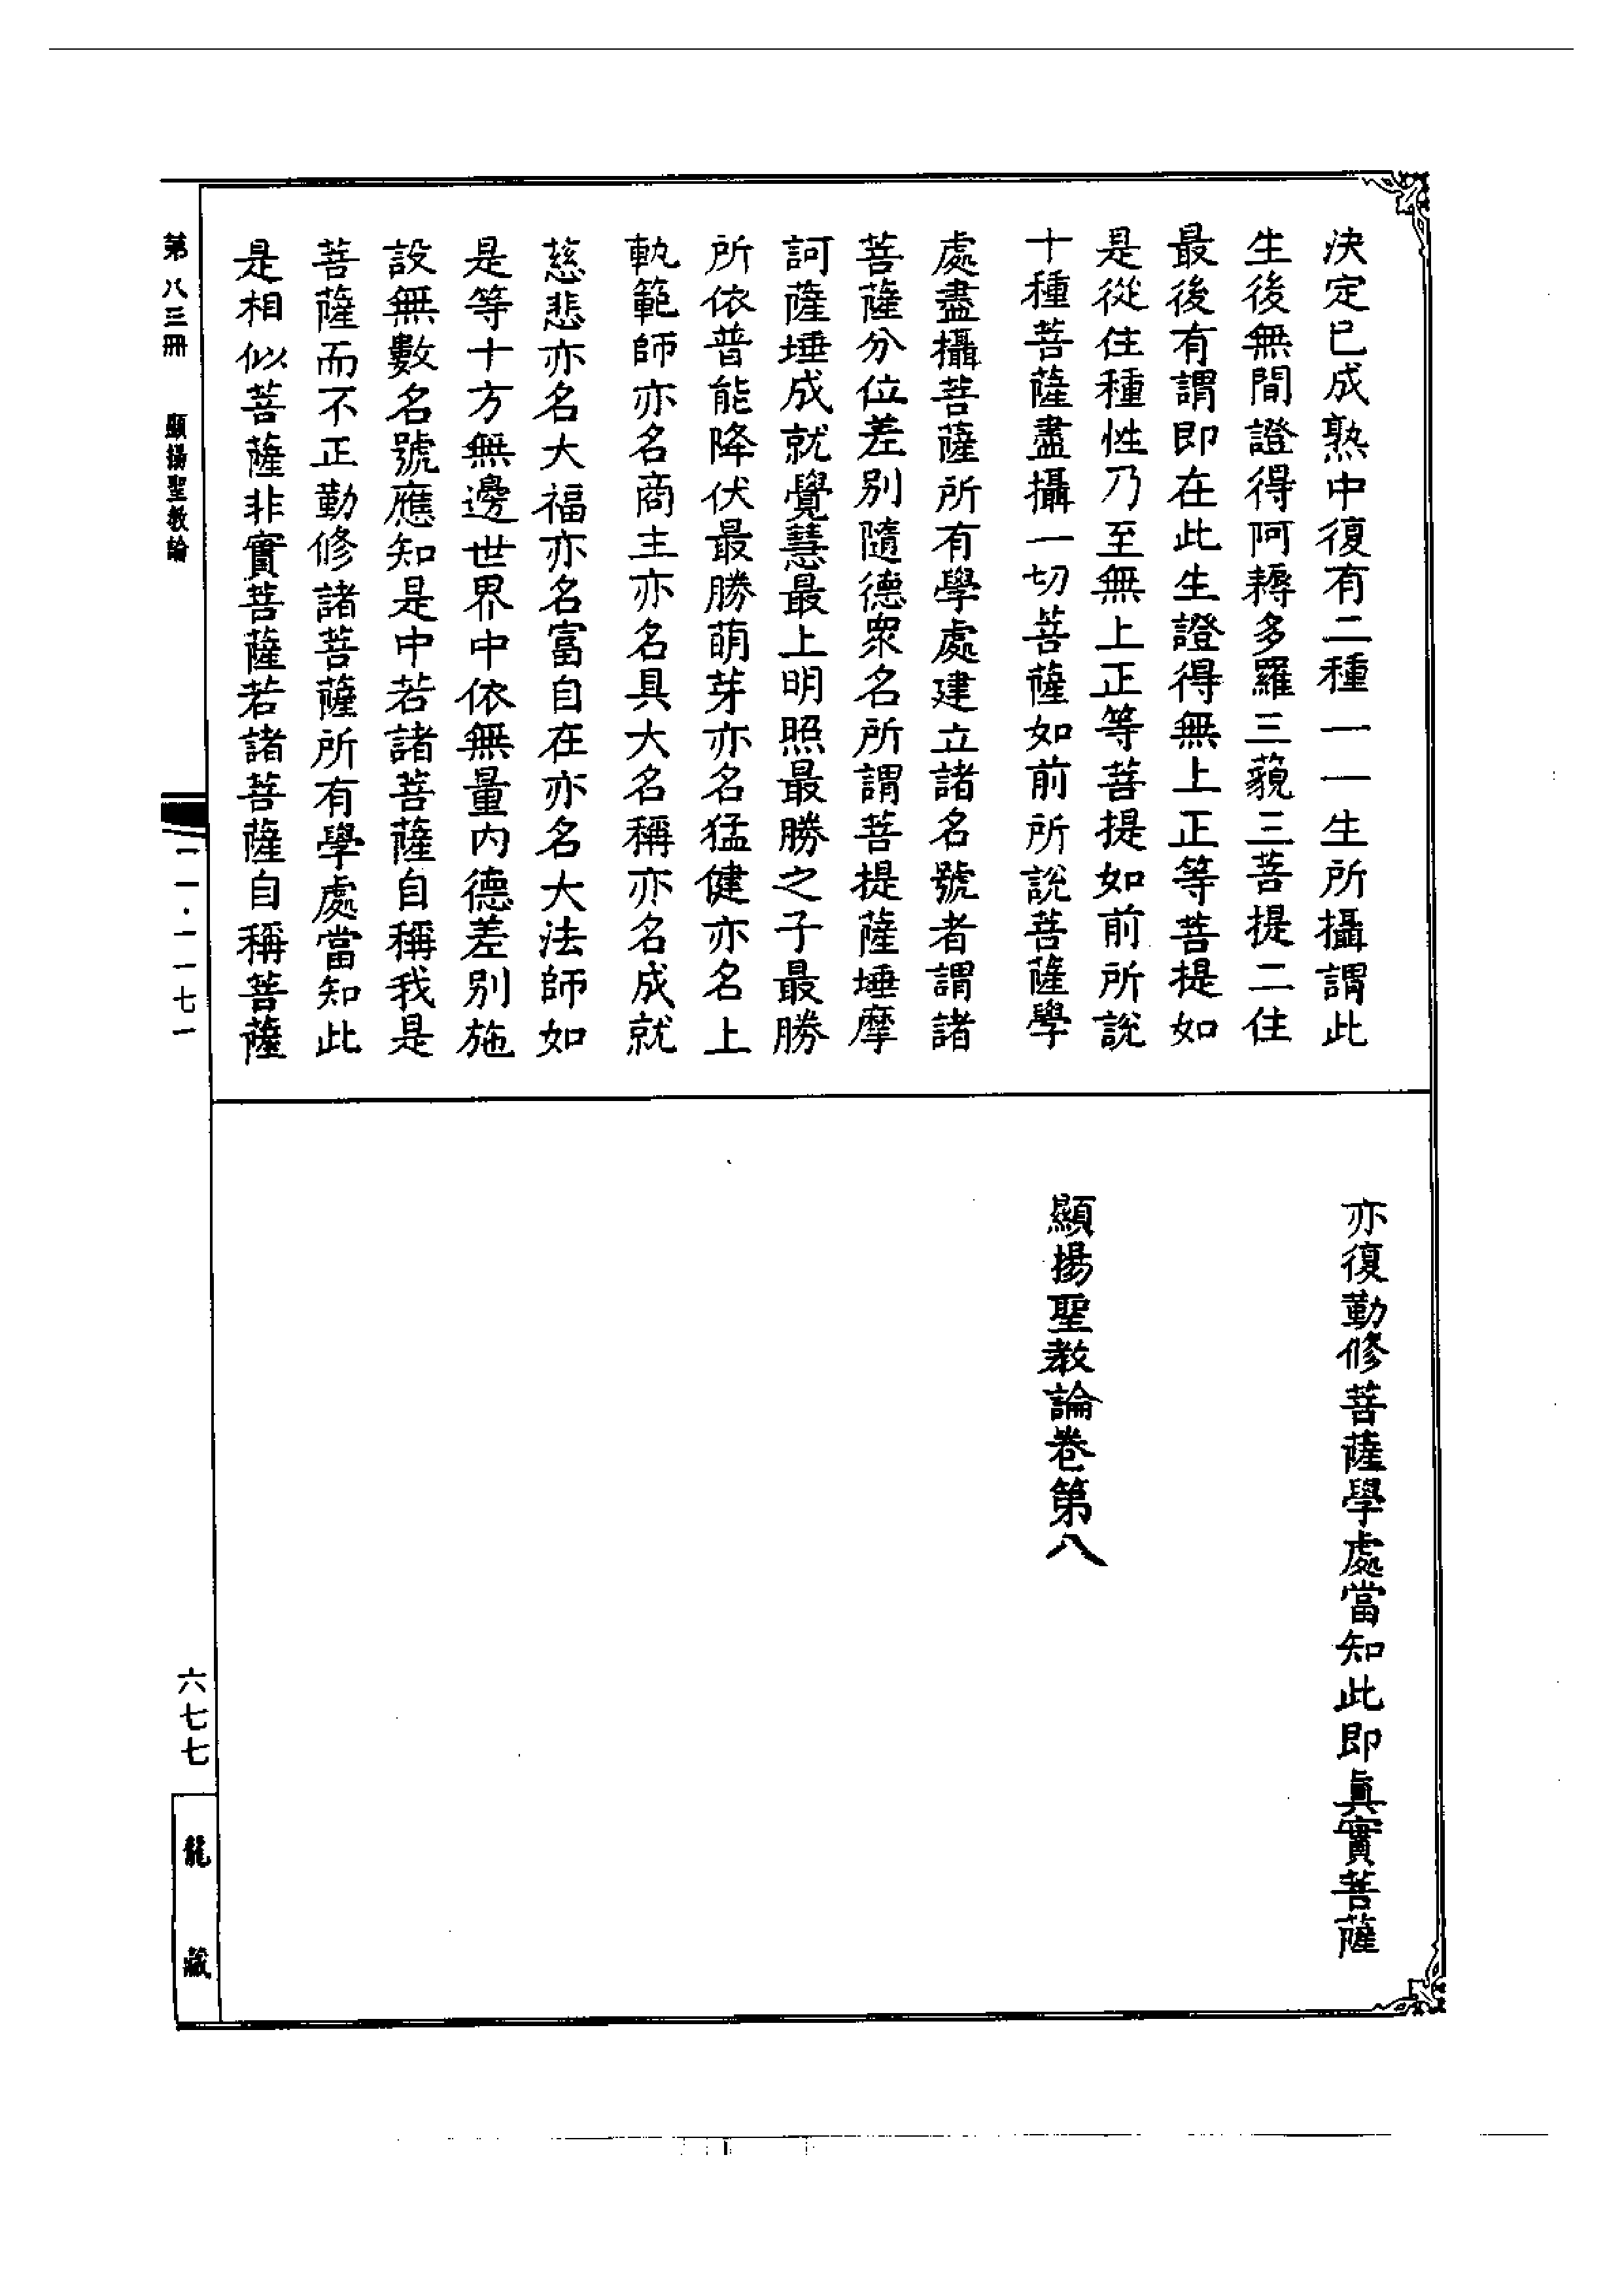 決定已成熟中復有二種一一生所攝謂此
生後無間證得阿耨多羅三藐三菩提二住
最後有謂即在此生證得無上正等菩提如
是從住種性乃至無上正等菩提如前所說
十種菩薩盡攝一切菩薩如前所說菩薩學
處盡攝菩薩所有學處建立諸名號者謂諸
菩薩分位差別隨德衆名所謂菩提薩埵摩
訶薩埵成就覺慧最上明照最勝之子最勝
所依普能降伏最勝萌芽亦名猛健亦名上
軌範師亦名商主亦名具大名稱亦名成就
慈悲亦名大福亦名富自在亦名大法師如
是等十方無邊世界中依無量內德差別施
設無數名號應知是中若諸菩薩自稱我是
菩薩而不正勤修諸菩薩所有學處當知此
是相似菩薩非實菩薩若諸菩薩自稱菩薩
亦復勤修菩薩學處當知此即真實菩薩
顯揚聖教論卷第八
第八三冊 顯揚聖教論
一一·一一七一
六七七
龍藏